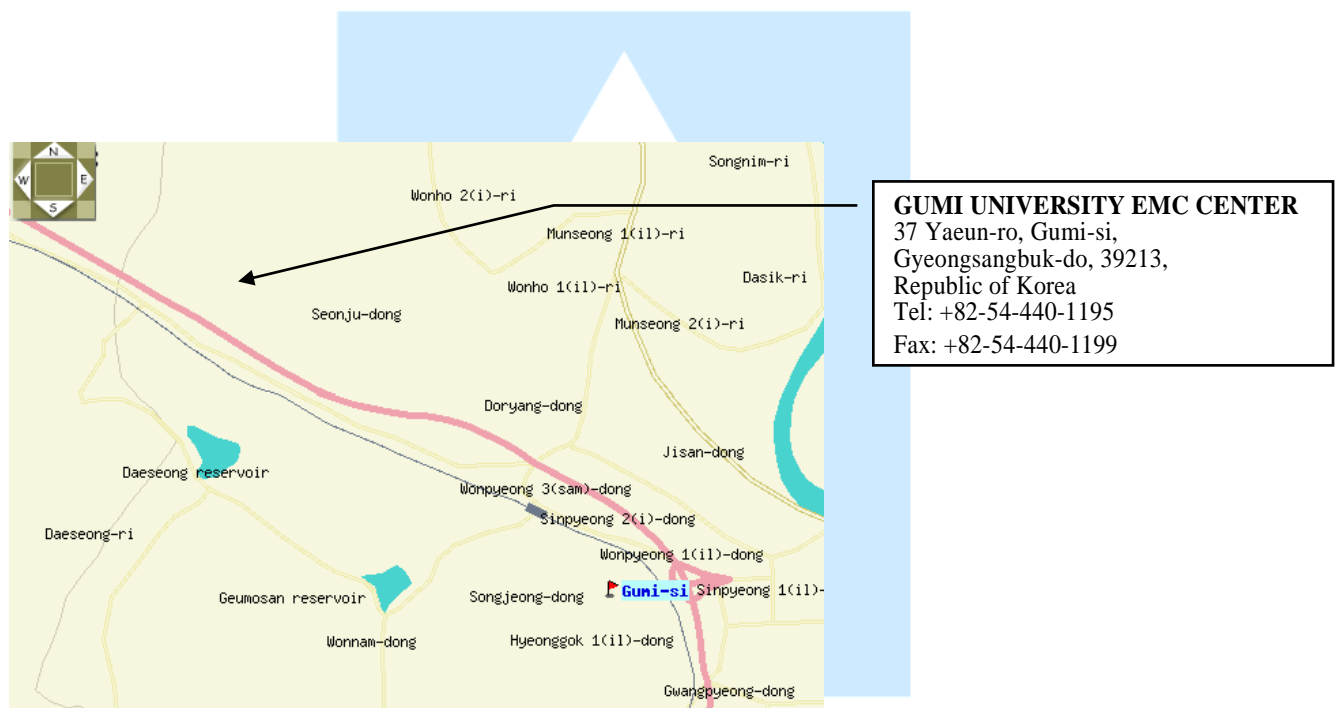 N
W E
S
Songnim-ri
Wonho 2(i)-ri
Munseong 1(il)-ri
Dasik-ri
Wonho 1(il)-ri
Seonju-dong
Munseong 2(i)-ri
Doryang-dong
Jisan-dong
Daeseong reservoir
Wonpyeong 3(sam)-dong
Sinpyeong 2(i)-dong
Daeseong-ri
Wonpyeong 1(il)-dong
Geumosan reservoir
Songjeong-dong
Gumi-si
Sinpyeong 1(il)-
Wonnam-dong
Hyeonggok 1(il)-dong
Gwangpyeong-dong
GUMI UNIVERSITY EMC CENTER
37 Yaeun-ro, Gumi-si,
Gyeongsangbuk-do, 39213,
Republic of Korea
Tel: +82-54-440-1195
Fax: +82-54-440-1199